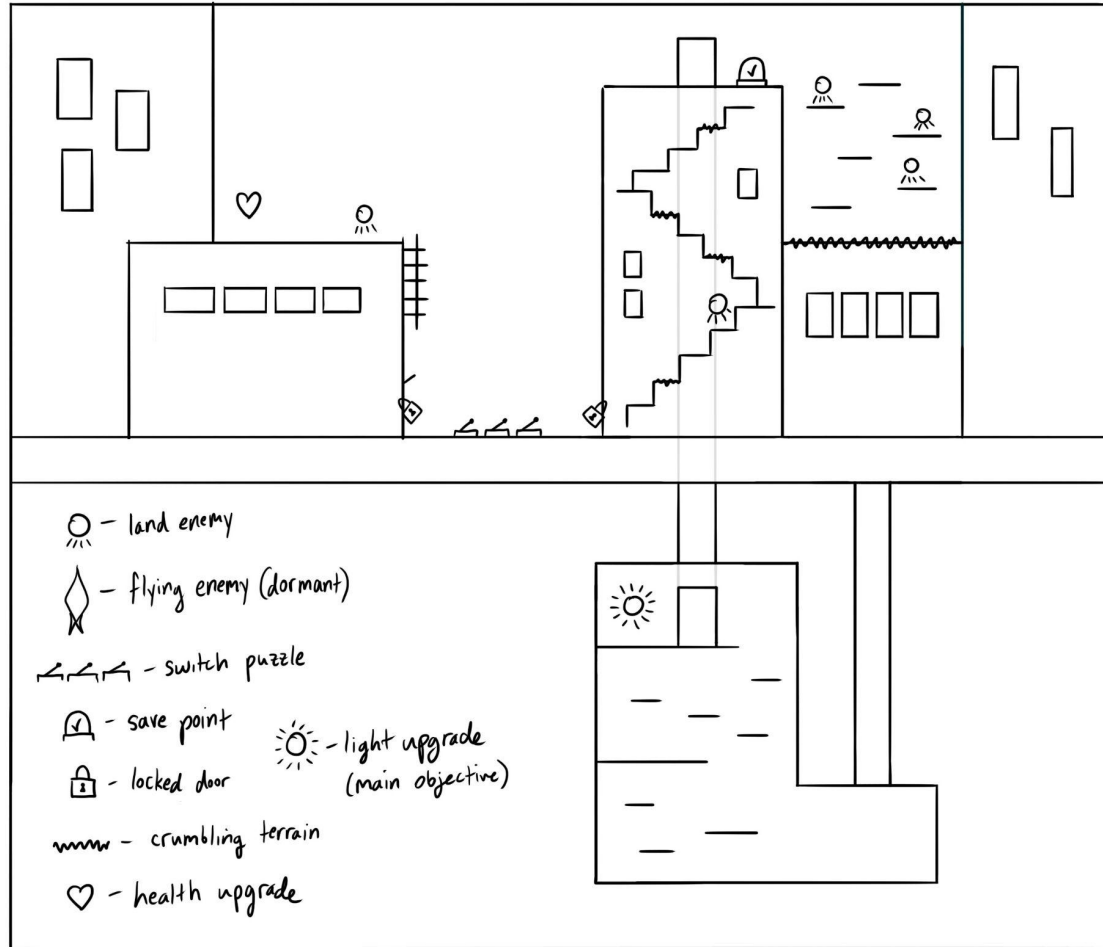 - land enemy
- flying enemy (dormant)
- switch puzzle
- save point
- locked door
- crumbling terrain
- health upgrade
- light upgrade
(main objective)